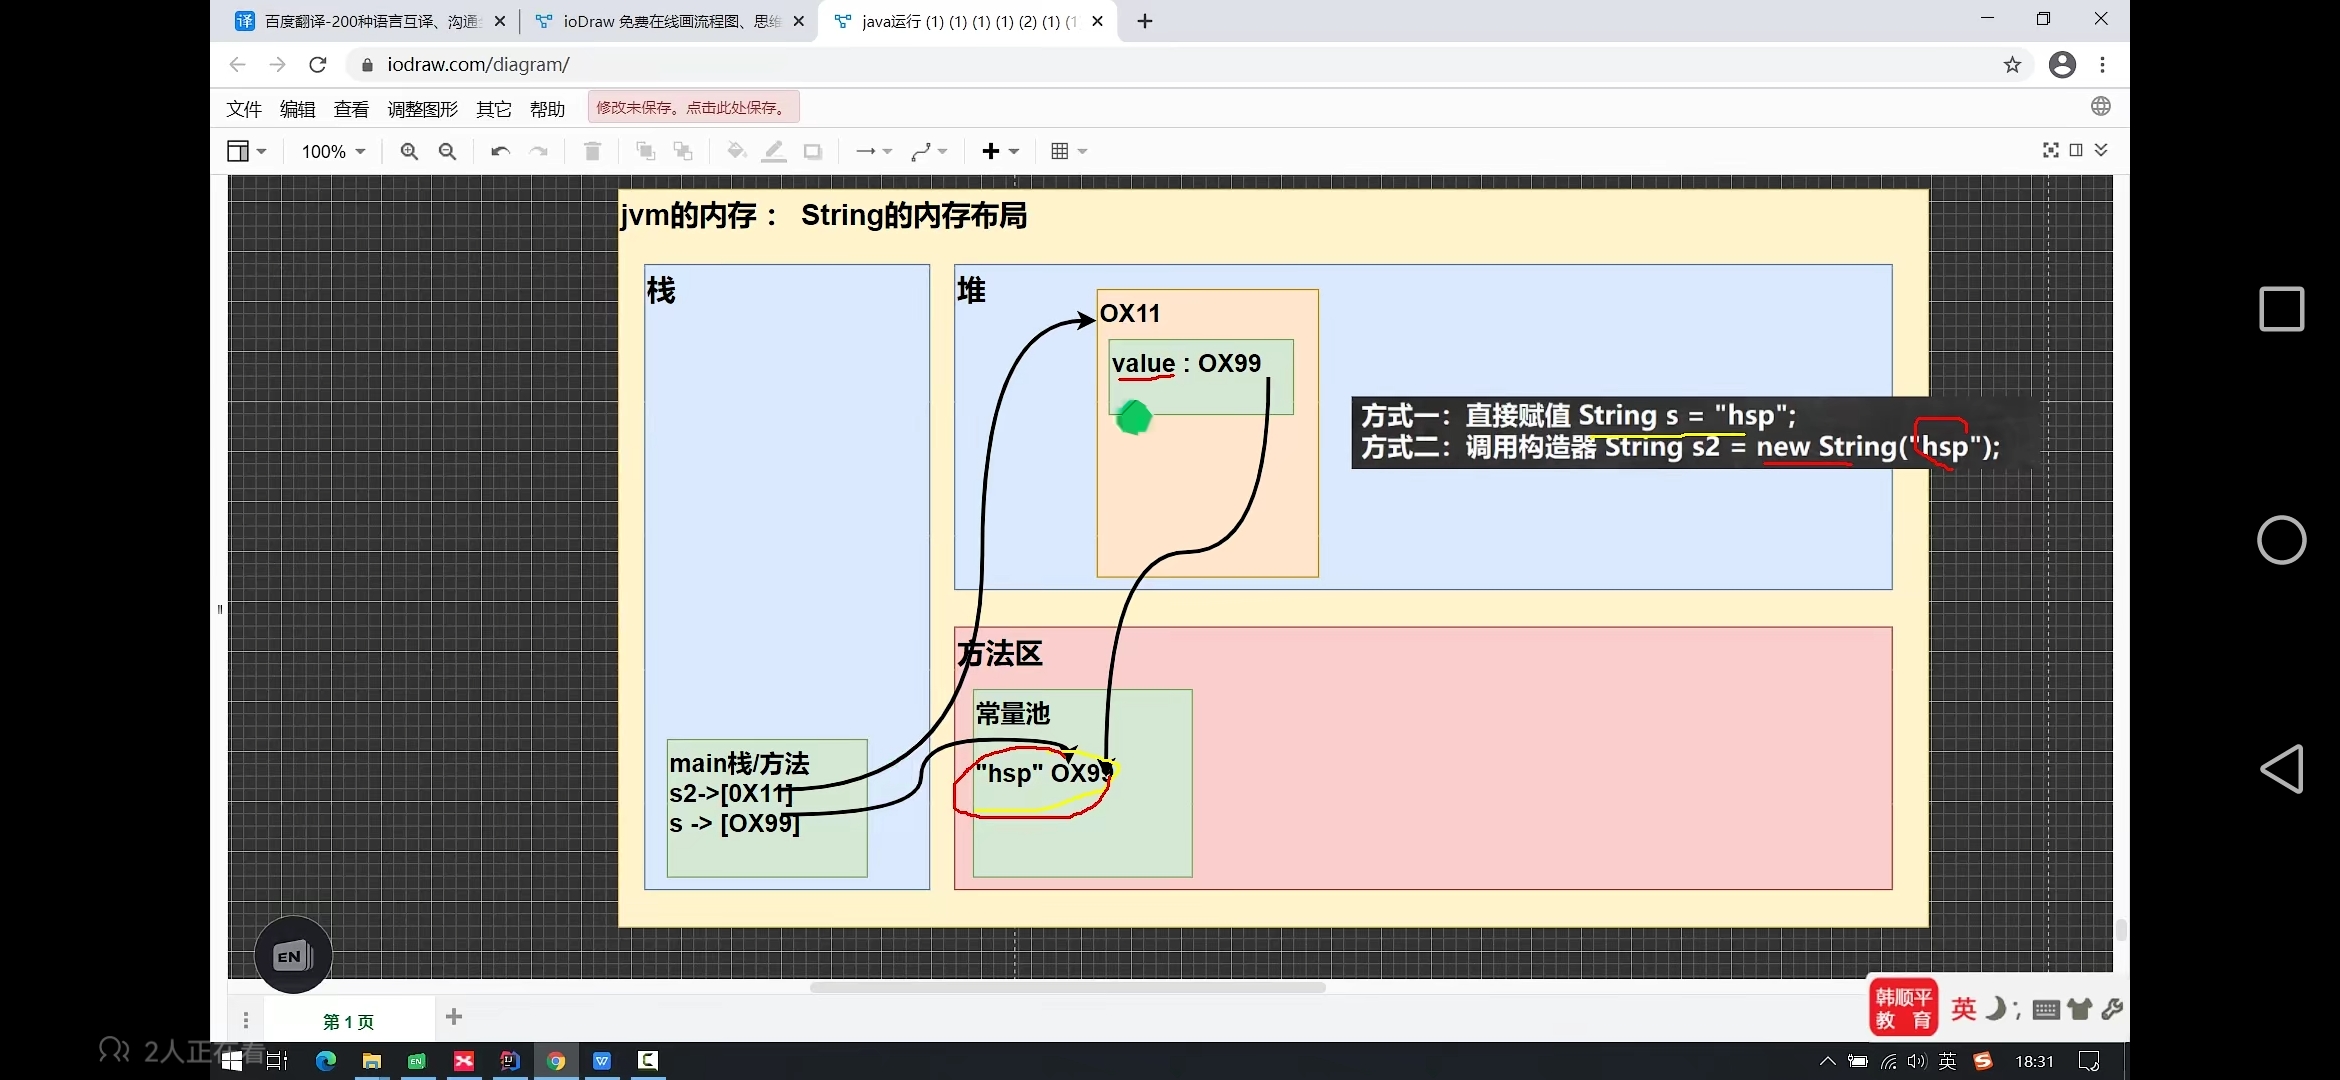 百度翻译-200种语言互译、沟通
ioDraw 免费在线画流程图、思维
java运行 (1) (1) (1) (1) (2) (1) (1
iodraw.com/diagram/
文件 编辑 查看 调整图形 其它 帮助 修改未保存。点击此处保存。
100%
jvm的内存： String的内存布局
栈
堆
OX11
value : OX99
方式一：直接赋值 String s = "hsp";
方式二：调用构造器 String s2 = new String("hsp");
方法区
常量池
"hsp" OX99
main栈/方法
s2->[0X11]
s -> [OX99]
EN
第 1 页
韩顺平
教 育
英
2人正在看
英
18:31